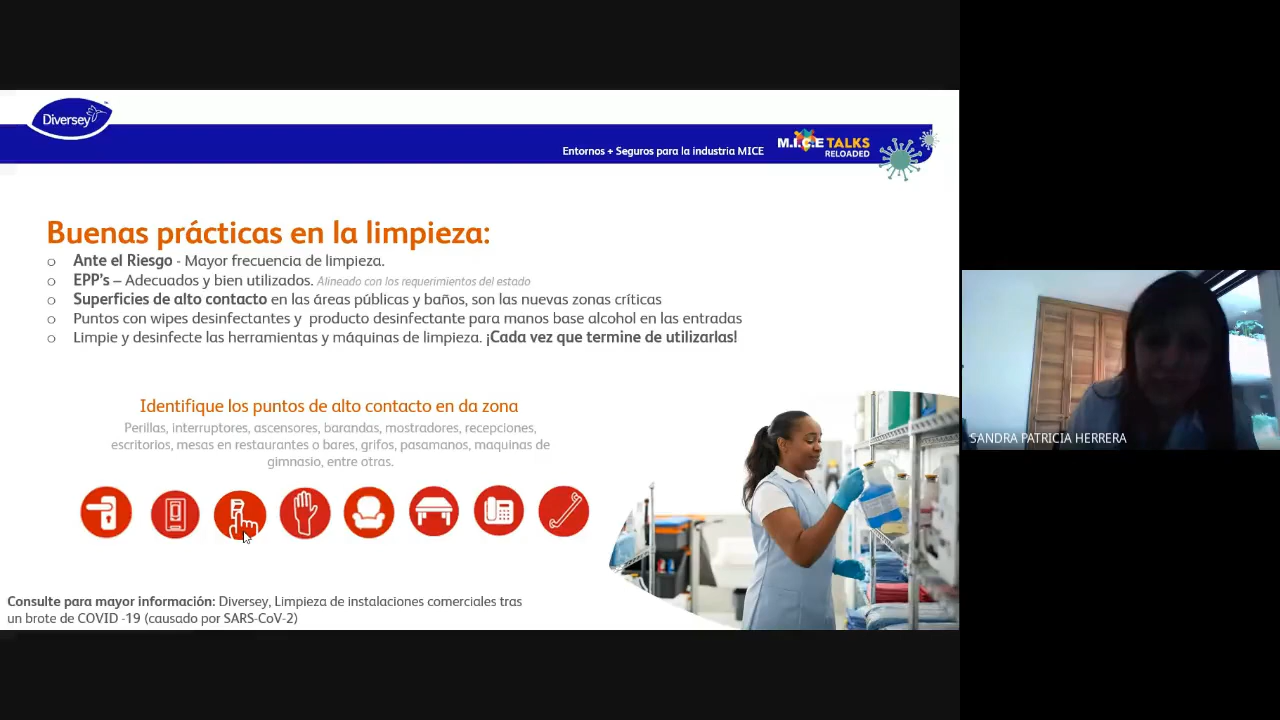 Diversey
Entornos + Seguros para la industria MICE
M.I.C.E TALKS
RELOADED
Buenas prácticas en la limpieza:
o Ante el Riesgo - Mayor frecuencia de limpieza.
o EPP's – Adecuados y bien utilizados. Alineado con los requerimientos del estado
o Superficies de alto contacto en las áreas públicas y baños, son las nuevas zonas críticas
o Puntos con wipes desinfectantes y producto desinfectante para manos base alcohol en las entradas
o Limpie y desinfecte las herramientas y máquinas de limpieza. ¡Cada vez que termine de utilizarlas!
Identifique los puntos de alto contacto en da zona
Perillas, interruptores, ascensores, barandas, mostradores, recepciones,
escritorios, mesas en restaurantes o bares, grifos, pasamanos, maquinas de
gimnasio, entre otras.
Consulte para mayor información: Diversey, Limpieza de instalaciones comerciales tras
un brote de COVID -19 (causado por SARS-CoV-2)
SANDRA PATRICIA HERRERA